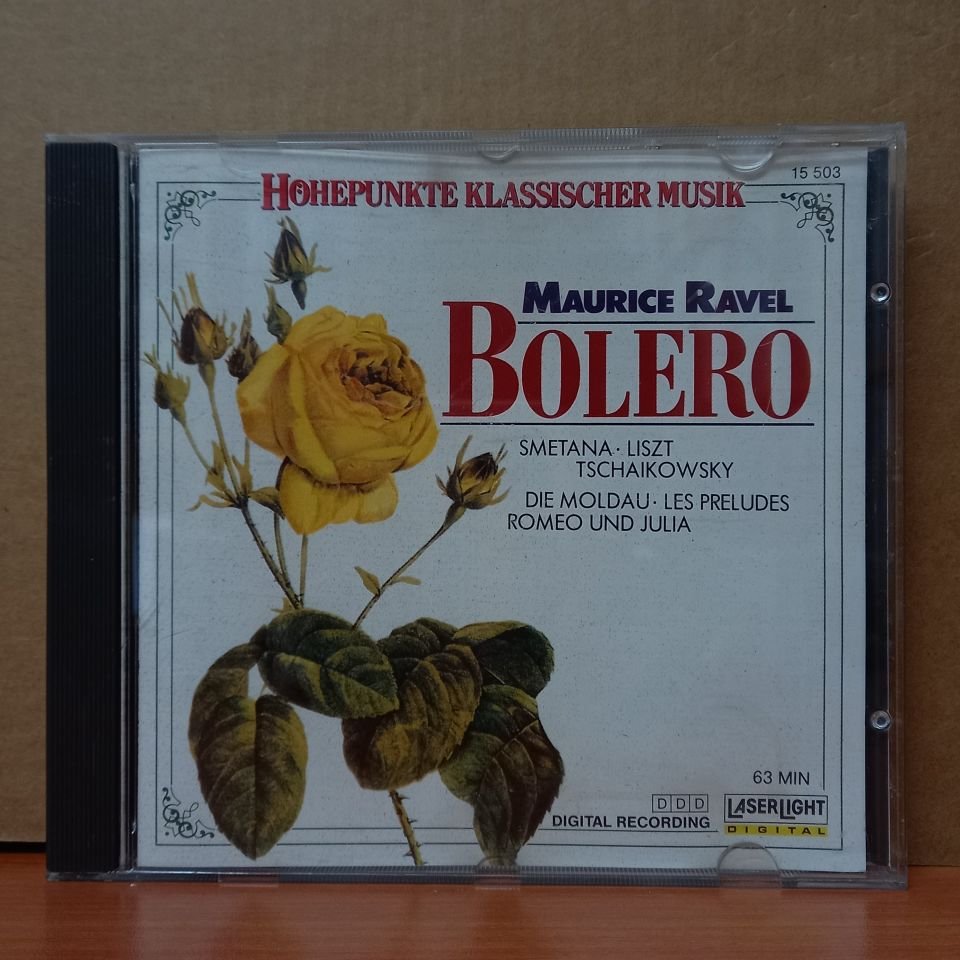 15 503
HÖHEPUNKTE KLASSISCHER MUSIK
MAURICE RAVEL
BOLERO
SMETANA · LISZT
TSCHAIKOWSKY
DIE MOLDAU · LES PRELUDES
ROMEO UND JULIA
63 MIN
DDD
DIGITAL RECORDING
LASERLIGHT
DIGITAL